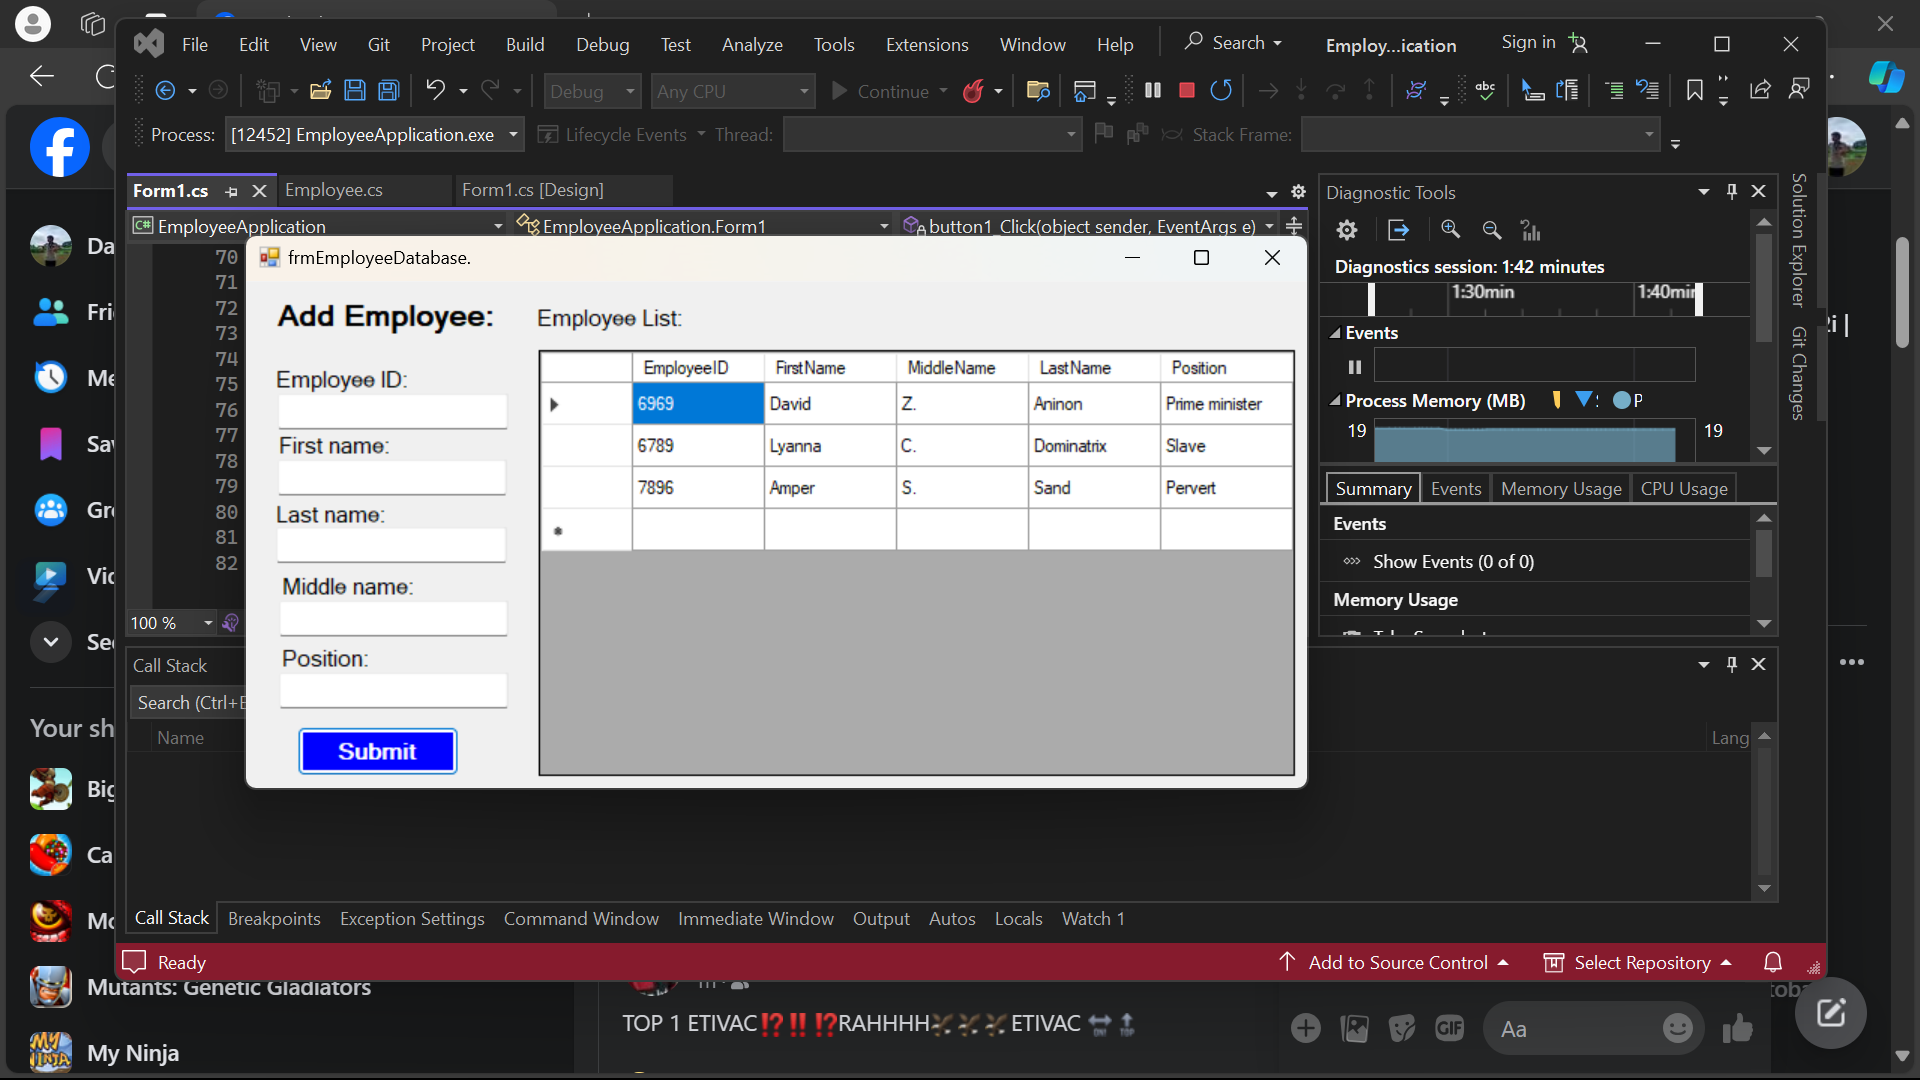 File Edit View Git Project Build Debug Test Analyze Tools Extensions Window Help Search Employ...ication Sign in
Debug Any CPU Continue
Process: [12452] EmployeeApplication.exe Lifecycle Events Thread: Stack Frame:
Form1.cs Employee.cs Form1.cs [Design]
EmployeeApplication EmployeeApplication.Form1 button1_Click(object sender, EventArgs e)
70
71
72
73
74
75
76
77
78
79
80
81
82
100 %
frmEmployeeDatabase.
Add Employee:
Employee ID:
First name:
Last name:
Middle name:
Position:
Submit
Employee List:
EmployeeID FirstName MiddleName LastName Position
6969 David Z. Aninon Prime minister
6789 Lyanna C. Dominatrix Slave
7896 Amper S. Sand Pervert
Diagnostic Tools
Diagnostics session: 1:42 minutes
1:30min 1:40min
Events
Process Memory (MB) P
19 19
Summary Events Memory Usage CPU Usage
Events
Show Events (0 of 0)
Memory Usage
Solution Explorer
Git Changes
Call Stack
Search (Ctrl+E
Name
Lang
Call Stack Breakpoints Exception Settings Command Window Immediate Window Output Autos Locals Watch 1
Ready Add to Source Control Select Repository
Da
Fri
Me
Sav
Gr
Vid
See
Your sh
Big
Ca
Mo
Mutants: Genetic Gladiators
My Ninja
TOP 1 ETIVAC⁉️‼️⁉️RAHHHH🦅🦅🦅ETIVAC 🔛🔝
GIF
Aa